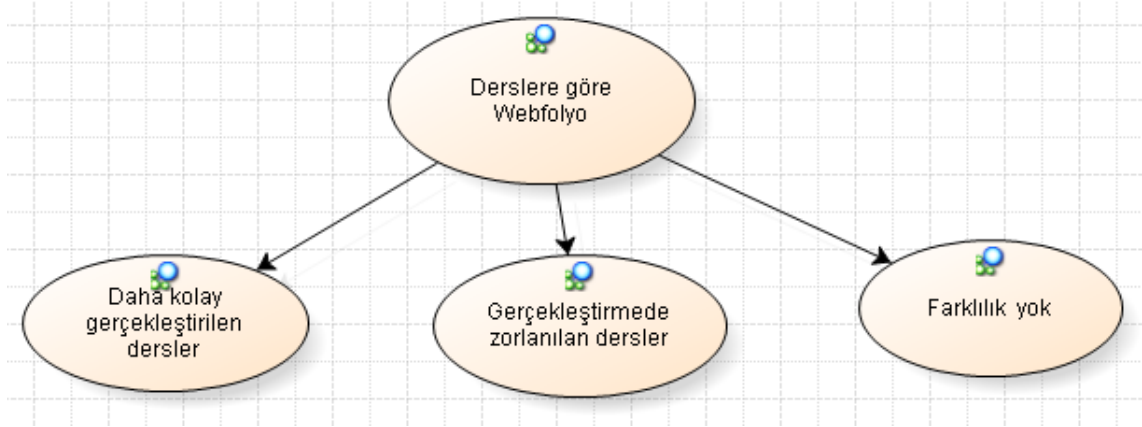 Derslere göre
Webfolyo
Daha kolay
gerçekleştirilen
dersler
Gerçekleştirmede
zorlanılan dersler
Farklılık yok